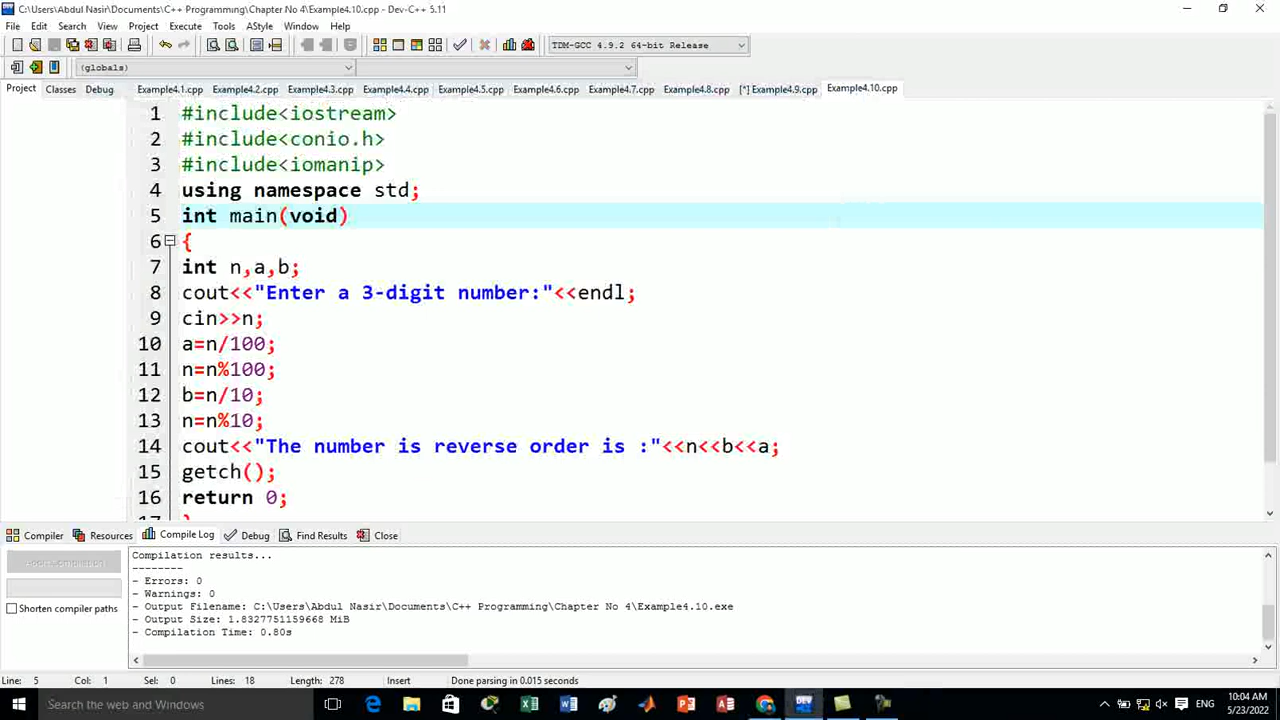 C:\Users\Abdul Nasir\Documents\C++ Programming\Chapter No 4\Example4.10.cpp - Dev-C++ 5.11
File Edit Search View Project Execute Tools AStyle Window Help
TDM-GCC 4.9.2 64-bit Release
(globals)
Project Classes Debug Example4.1.cpp Example4.2.cpp Example4.3.cpp Example4.4.cpp Example4.5.cpp Example4.6.cpp Example4.7.cpp Example4.8.cpp [*] Example4.9.cpp Example4.10.cpp
1 #include<iostream>
2 #include<conio.h>
3 #include<iomanip>
4 using namespace std;
5 int main(void)
6 {
7 int n,a,b;
8 cout<<"Enter a 3-digit number:"<<endl;
9 cin>>n;
10 a=n/100;
11 n=n%100;
12 b=n/10;
13 n=n%10;
14 cout<<"The number is reverse order is :"<<n<<b<<a;
15 getch();
16 return 0;
17 }
Compiler Resources Compile Log Debug Find Results Close
Abort Compilation
Shorten compiler paths
Compilation results...
--------
- Errors: 0
- Warnings: 0
- Output Filename: C:\Users\Abdul Nasir\Documents\C++ Programming\Chapter No 4\Example4.10.exe
- Output Size: 1.8327751159668 MiB
- Compilation Time: 0.80s
Line: 5 Col: 1 Sel: 0 Lines: 18 Length: 278 Insert Done parsing in 0.015 seconds
Search the web and Windows
ENG
10:04 AM
5/23/2022